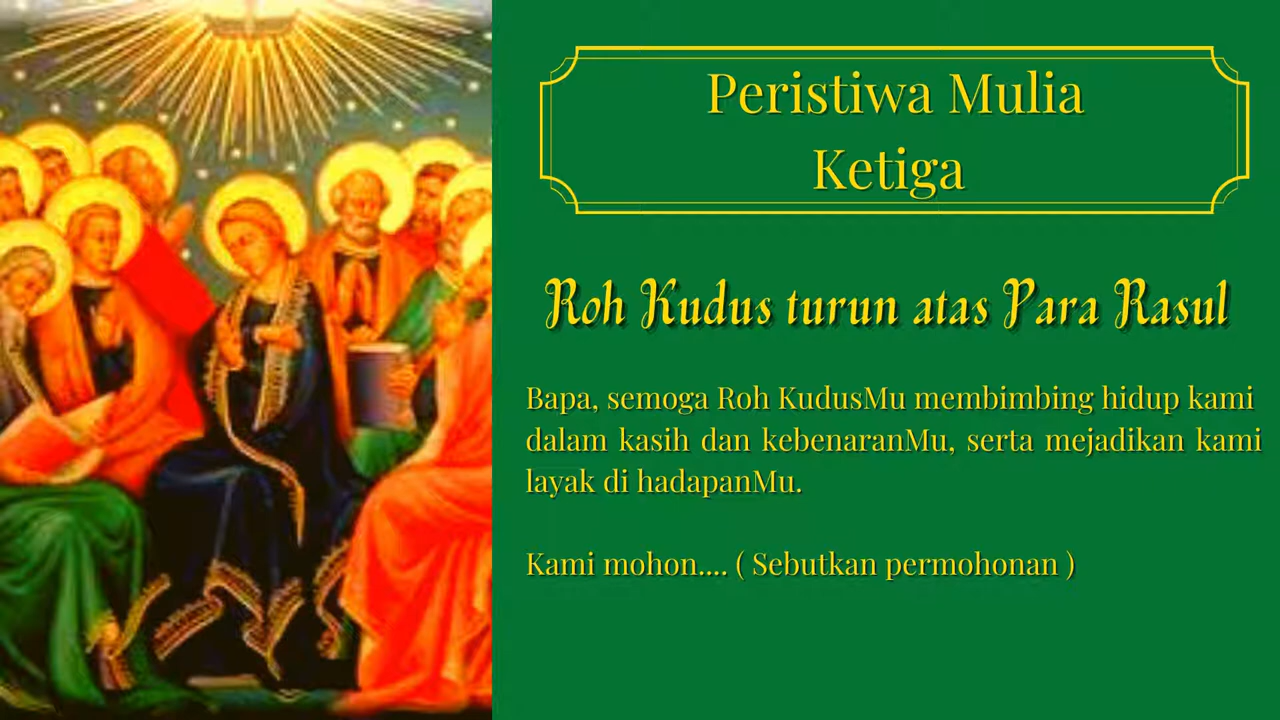 Peristiwa Mulia
Ketiga
Roh Kudus turun atas Para Rasul
Bapa, semoga Roh KudusMu membimbing hidup kami
dalam kasih dan kebenaranMu, serta mejadikan kami
layak di hadapanMu.
Kami mohon.... ( Sebutkan permohonan )